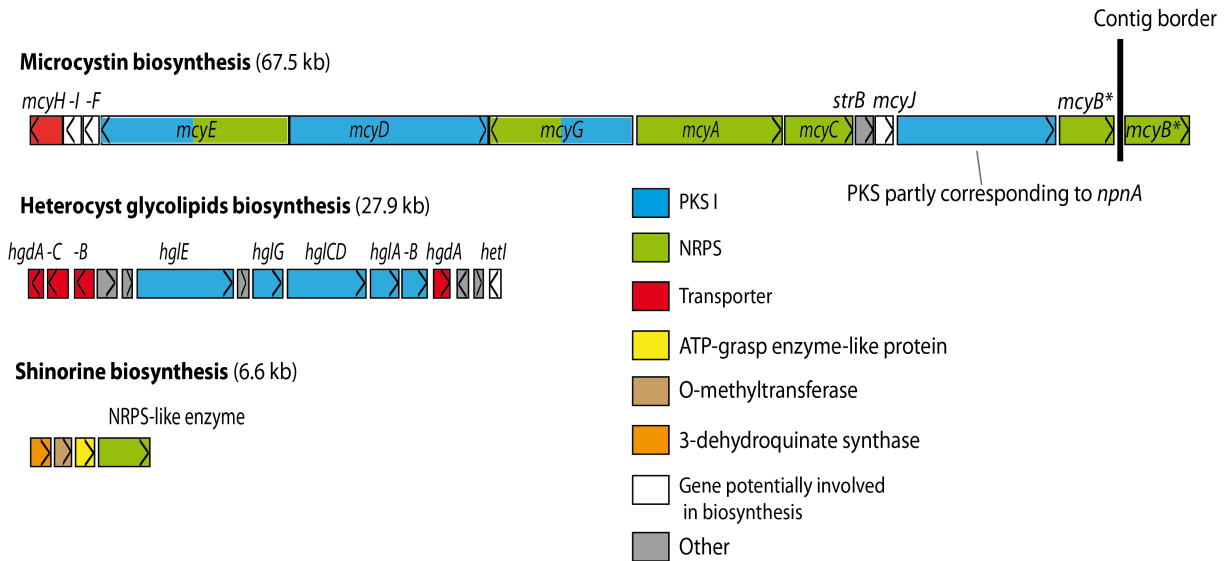 Contig border
Microcystin biosynthesis (67.5 kb)
mcyH -I -F strB mcyJ mcyB*
mcyE mcyD mcyG mcyA mcyC mcyB*
PKS partly corresponding to npnA
Heterocyst glycolipids biosynthesis (27.9 kb)
hgdA -C -B hglE hglG hglCD hglA -B hgdA hetI
Shinorine biosynthesis (6.6 kb)
NRPS-like enzyme
PKS I
NRPS
Transporter
ATP-grasp enzyme-like protein
O-methyltransferase
3-dehydroquinate synthase
Gene potentially involved
in biosynthesis
Other